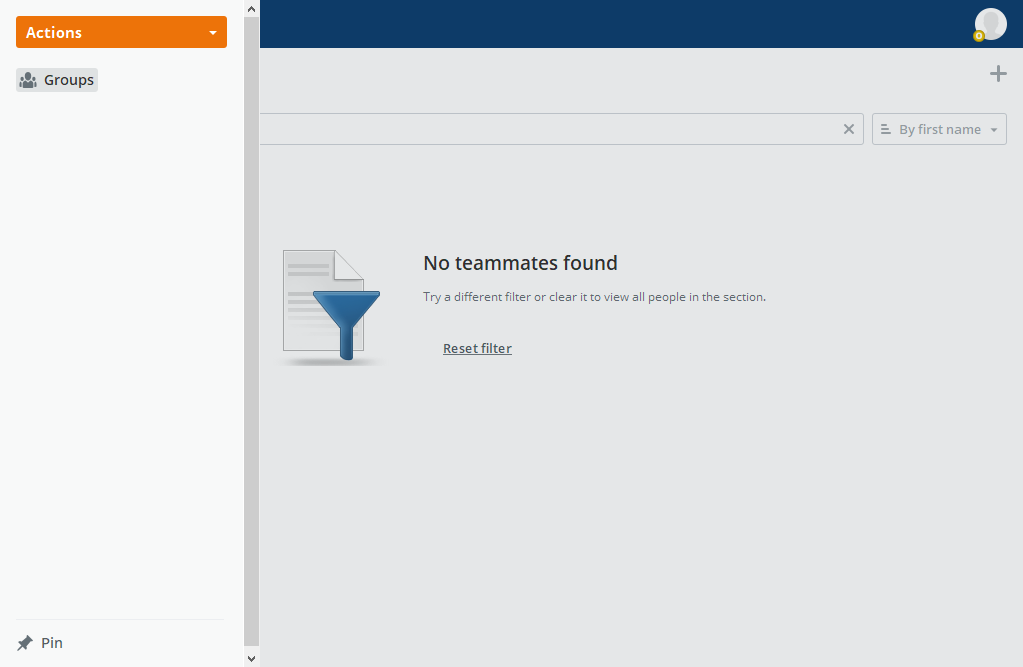 Actions
Groups
By first name
No teammates found
Try a different filter or clear it to view all people in the section.
Reset filter
Pin